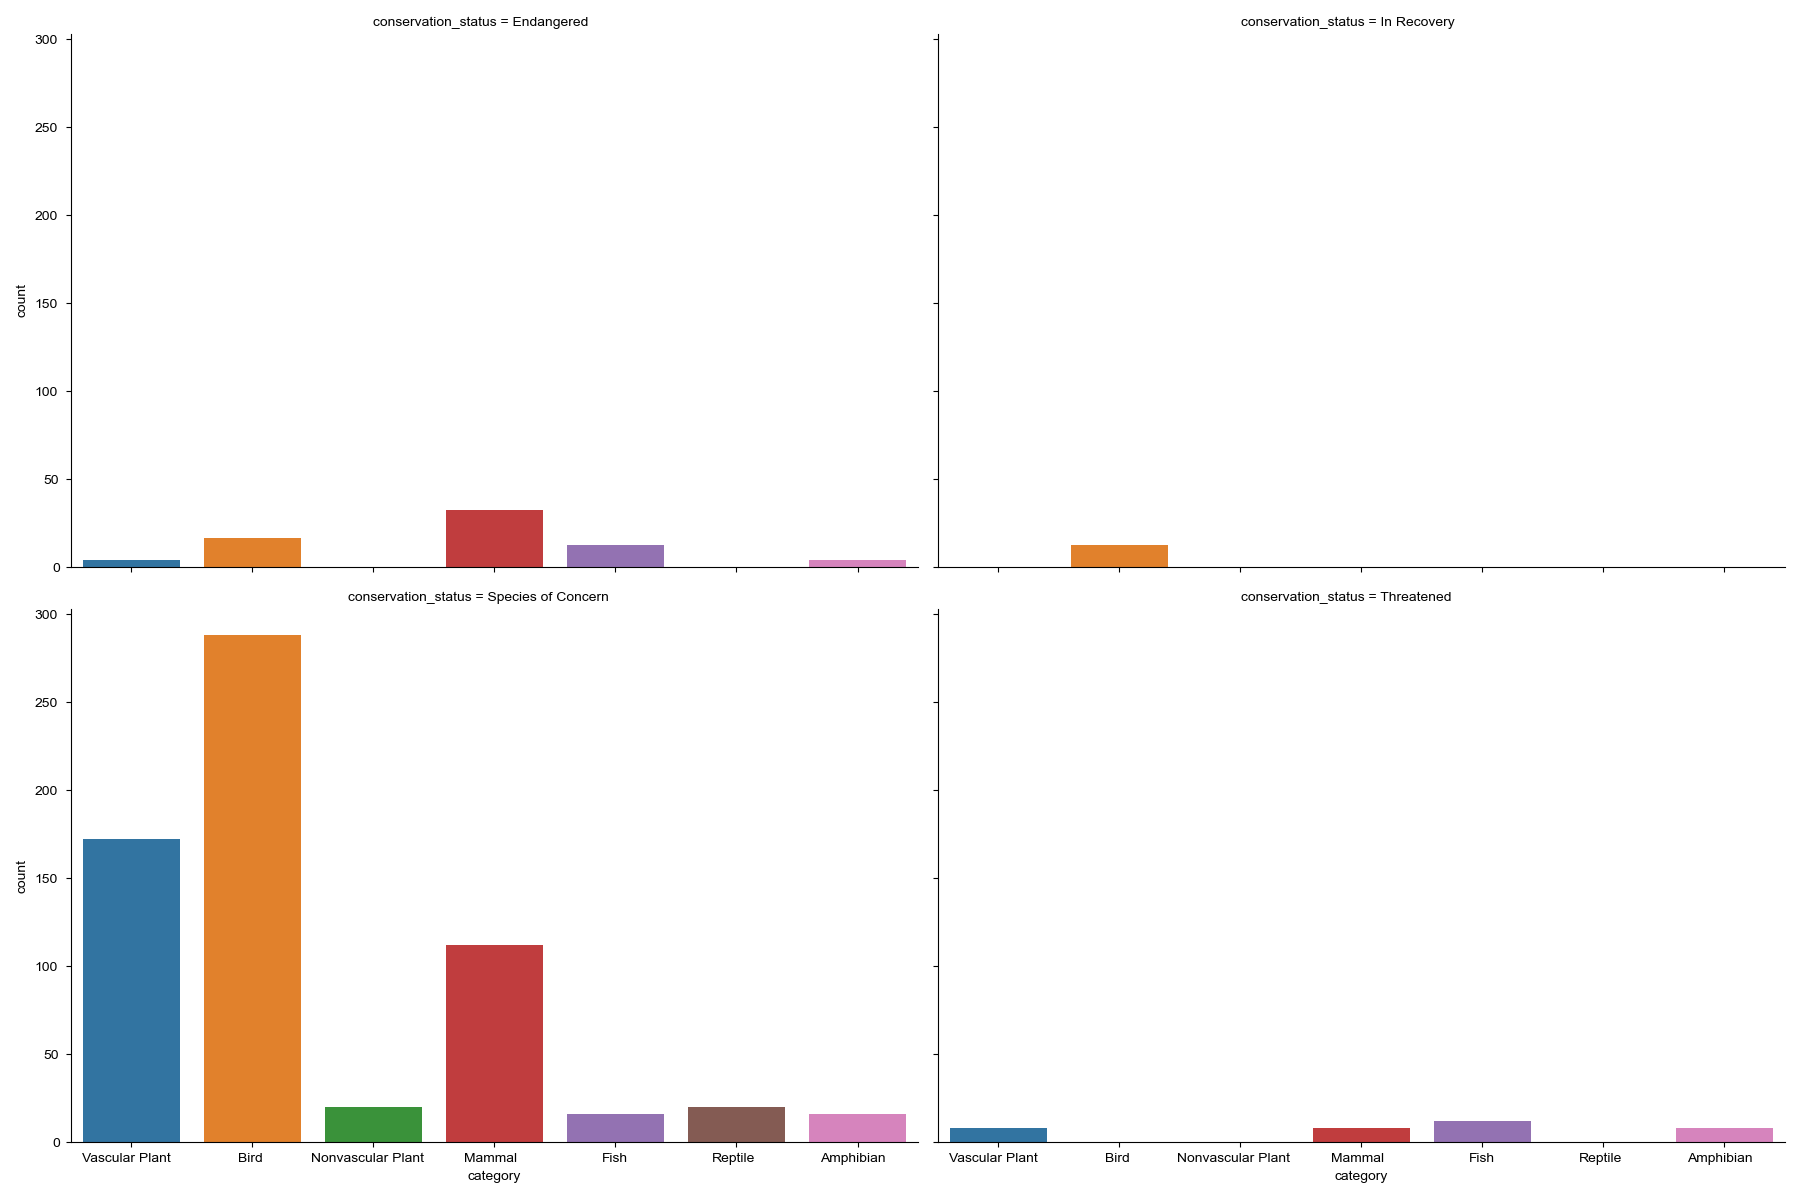 conservation_status = Endangered
conservation_status = In Recovery
300
250
200
150
100
50
0
count
conservation_status = Species of Concern
conservation_status = Threatened
300
250
200
150
100
50
0
count
Vascular Plant Bird Nonvascular Plant Mammal Fish Reptile Amphibian
category
Vascular Plant Bird Nonvascular Plant Mammal Fish Reptile Amphibian
category